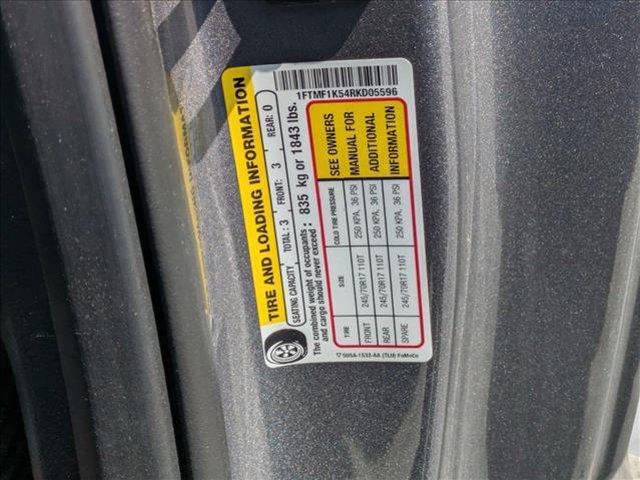 1FTMF1K54RKD05596
TIRE AND LOADING INFORMATION
SEATING CAPACITY TOTAL: 3 FRONT: 3 REAR: 0
The combined weight of occupants
and cargo should never exceed: 835 kg or 1843 lbs.
TIRE SIZE COLD TIRE PRESSURE
FRONT 245/70R17 110T 250 KPA, 36 PSI
REAR 245/70R17 110T 250 KPA, 36 PSI
SPARE 245/70R17 110T 250 KPA, 36 PSI
SEE OWNERS
MANUAL FOR
ADDITIONAL
INFORMATION
(TLU) FoMoCo